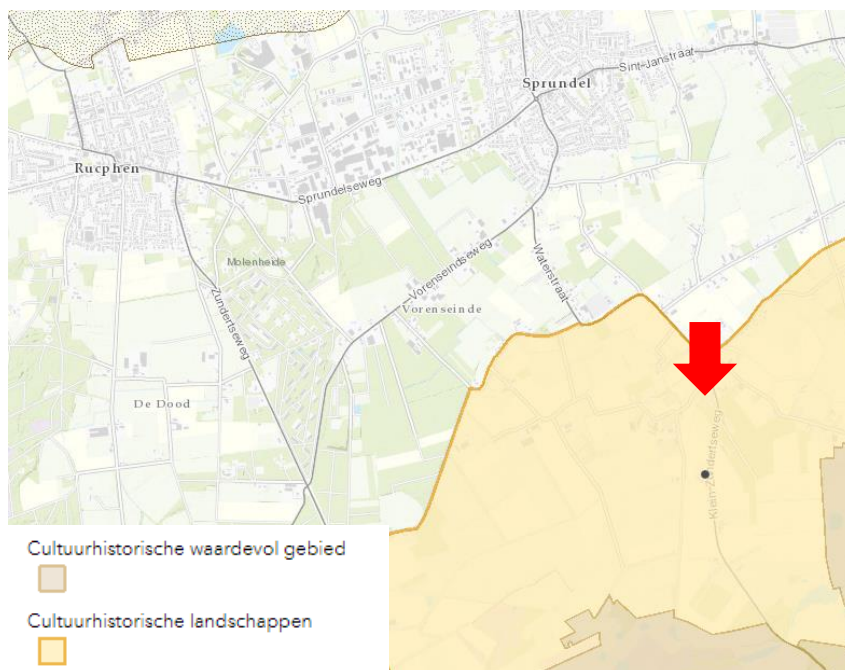 Sprundel
Sint-Janstraat
Rucphen
Sprundelseweg
Molenheide
Waterstraat
Vorenseindseweg
Vorenseinde
Zundertseweg
De Dood
Klein-Zundertseweg
Cultuurhistorische waardevol gebied
Cultuurhistorische landschappen